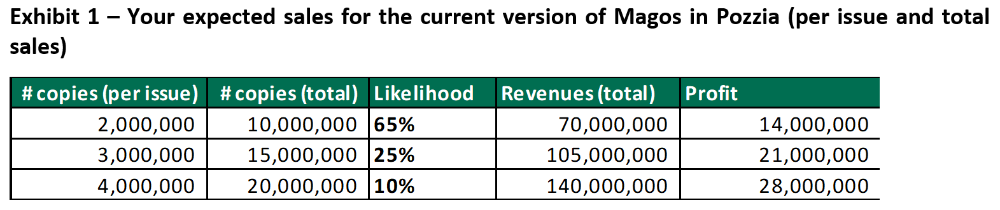 Exhibit 1 – Your expected sales for the current version of Magos in Pozzia (per issue and total
sales)
# copies (per issue) # copies (total) Likelihood Revenues (total) Profit
2,000,000 10,000,000 65% 70,000,000 14,000,000
3,000,000 15,000,000 25% 105,000,000 21,000,000
4,000,000 20,000,000 10% 140,000,000 28,000,000